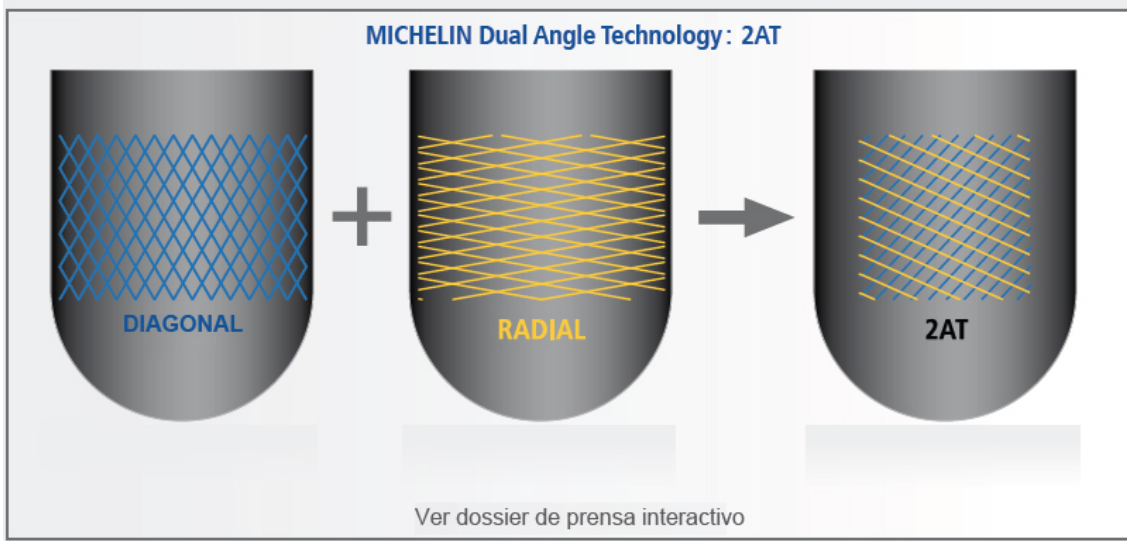 MICHELIN Dual Angle Technology: 2AT
DIAGONAL
RADIAL
2AT
Ver dossier de prensa interactivo